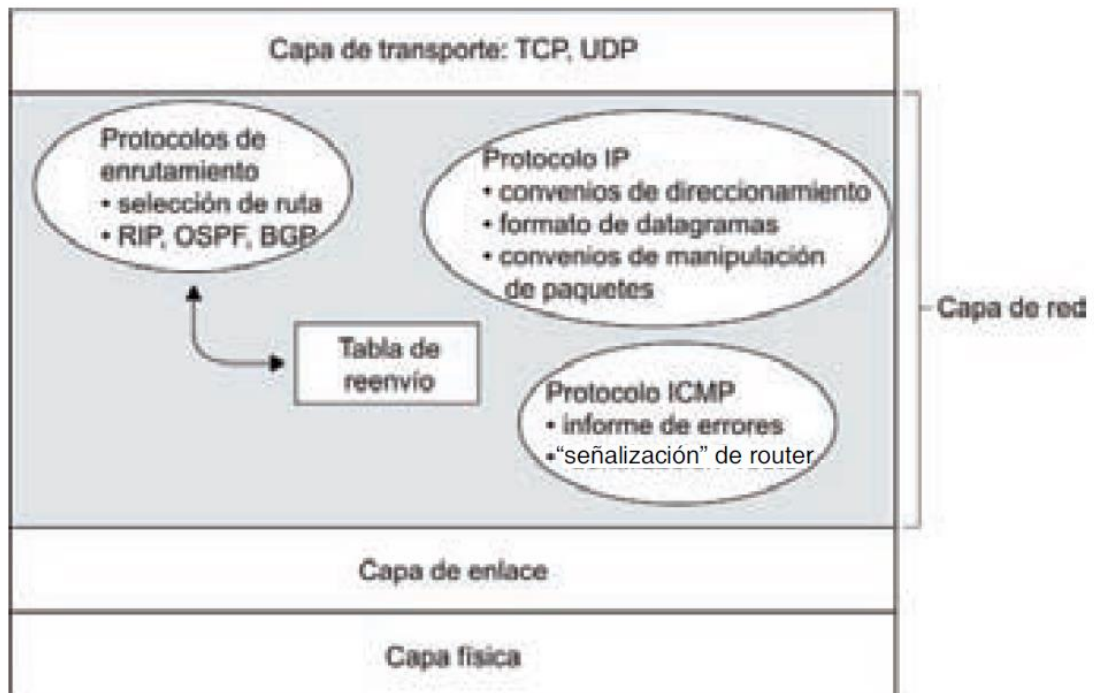 Capa de transporte: TCP, UDP
Protocolos de
enrutamiento
• selección de ruta
• RIP, OSPF, BGP
Protocolo IP
• convenios de direccionamiento
• formato de datagramas
• convenios de manipulación
de paquetes
Capa de red
Tabla de
reenvío
Protocolo ICMP
• informe de errores
• “señalización” de router
Capa de enlace
Capa física